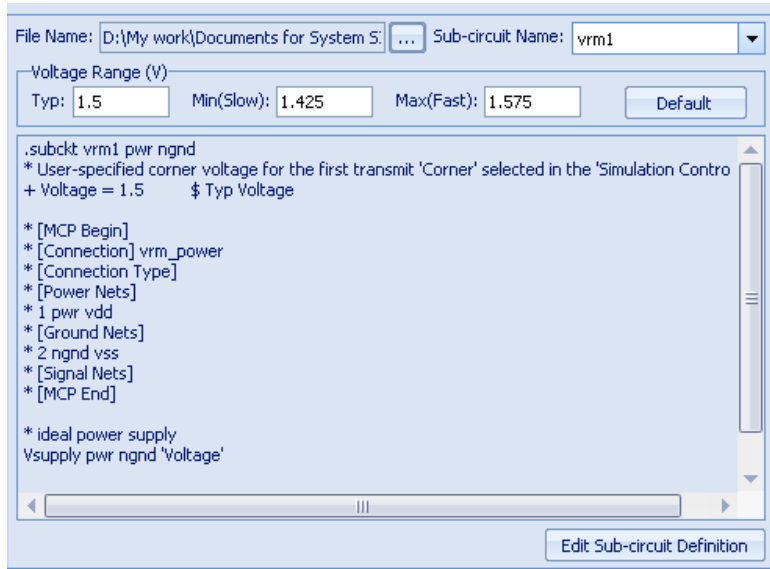 File Name: D:\My work\Documents for System S: ... Sub-circuit Name: vrm1
Voltage Range (V)
Typ: 1.5 Min(Slow): 1.425 Max(Fast): 1.575 Default
.subckt vrm1 pwr ngnd
* User-specified corner voltage for the first transmit 'Corner' selected in the 'Simulation Contro
+ Voltage = 1.5 $ Typ Voltage
* [MCP Begin]
* [Connection] vrm_power
* [Connection Type]
* [Power Nets]
* 1 pwr vdd
* [Ground Nets]
* 2 ngnd vss
* [Signal Nets]
* [MCP End]
* ideal power supply
Vsupply pwr ngnd 'Voltage'
Edit Sub-circuit Definition